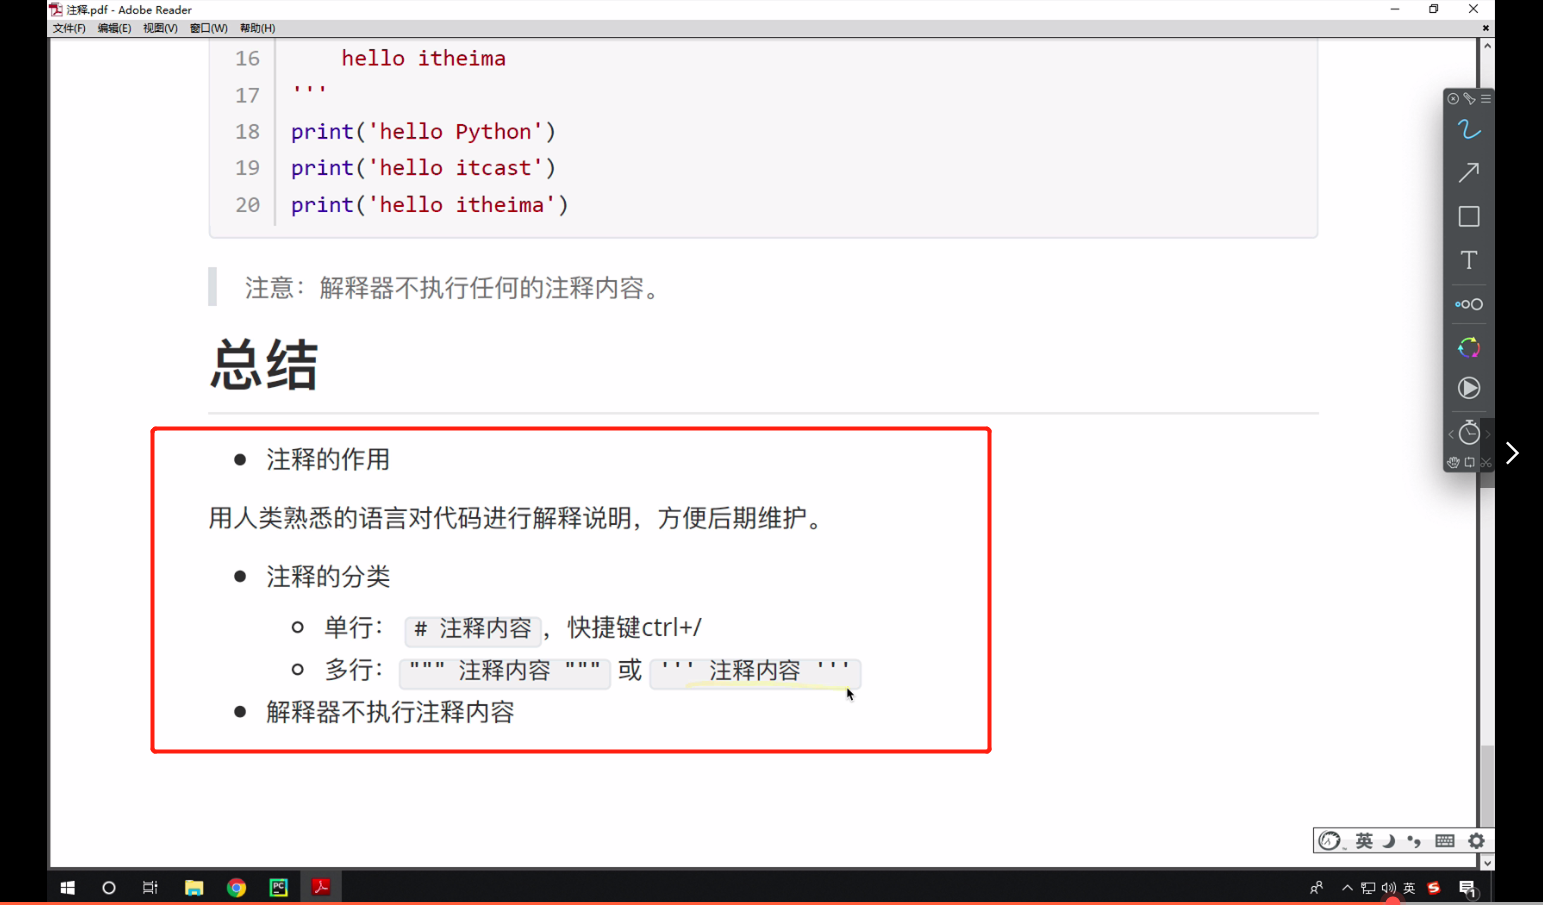 注释.pdf - Adobe Reader
文件(F) 编辑(E) 视图(V) 窗口(W) 帮助(H)
16 hello itheima
17 '''
18 print('hello Python')
19 print('hello itcast')
20 print('hello itheima')
注意：解释器不执行任何的注释内容。
总结
注释的作用
用人类熟悉的语言对代码进行解释说明，方便后期维护。
注释的分类
单行： # 注释内容 ，快捷键ctrl+/
多行： """ 注释内容 """ 或 ''' 注释内容 '''
解释器不执行注释内容
T
英
PC
英
1